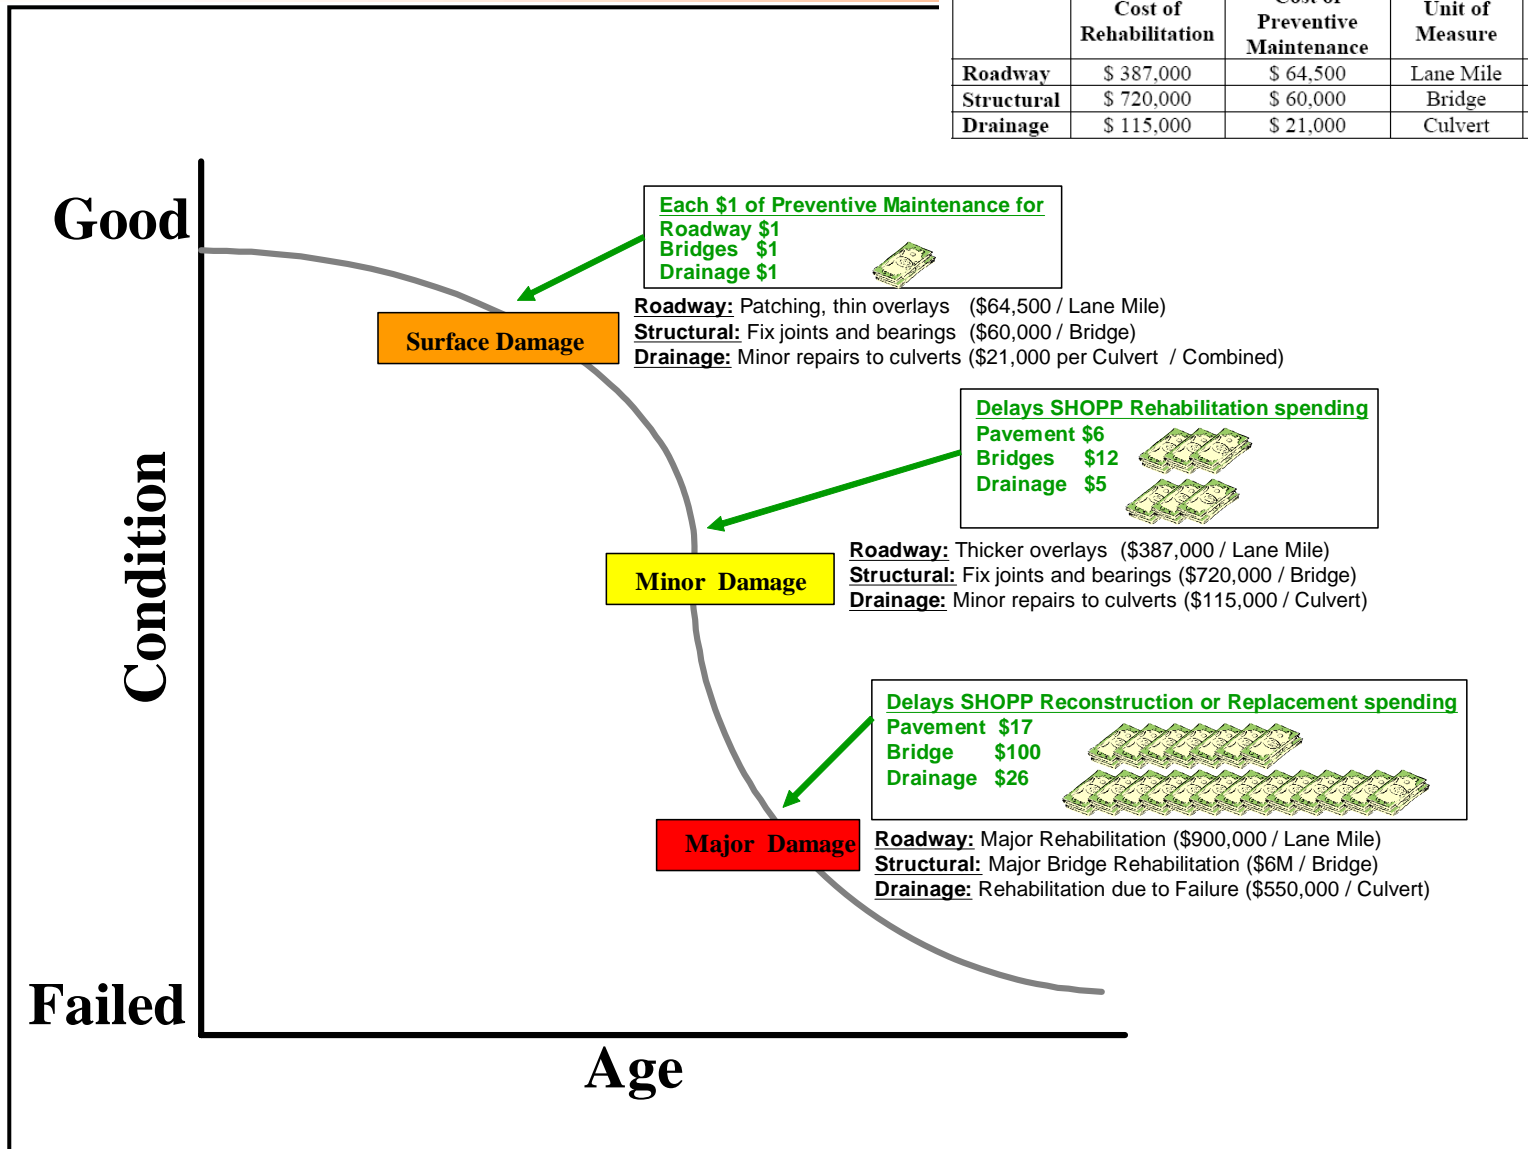 Cost of
Rehabilitation
Cost of
Preventive
Maintenance
Unit of
Measure
Roadway $ 387,000 $ 64,500 Lane Mile
Structural $ 720,000 $ 60,000 Bridge
Drainage $ 115,000 $ 21,000 Culvert
Good
Each $1 of Preventive Maintenance for
Roadway $1
Bridges $1
Drainage $1
Roadway: Patching, thin overlays ($64,500 / Lane Mile)
Structural: Fix joints and bearings ($60,000 / Bridge)
Drainage: Minor repairs to culverts ($21,000 per Culvert / Combined)
Surface Damage
Delays SHOPP Rehabilitation spending
Pavement $6
Bridges $12
Drainage $5
Condition
Roadway: Thicker overlays ($387,000 / Lane Mile)
Structural: Fix joints and bearings ($720,000 / Bridge)
Drainage: Minor repairs to culverts ($115,000 / Culvert)
Minor Damage
Delays SHOPP Reconstruction or Replacement spending
Pavement $17
Bridge $100
Drainage $26
Major Damage
Roadway: Major Rehabilitation ($900,000 / Lane Mile)
Structural: Major Bridge Rehabilitation ($6M / Bridge)
Drainage: Rehabilitation due to Failure ($550,000 / Culvert)
Failed
Age